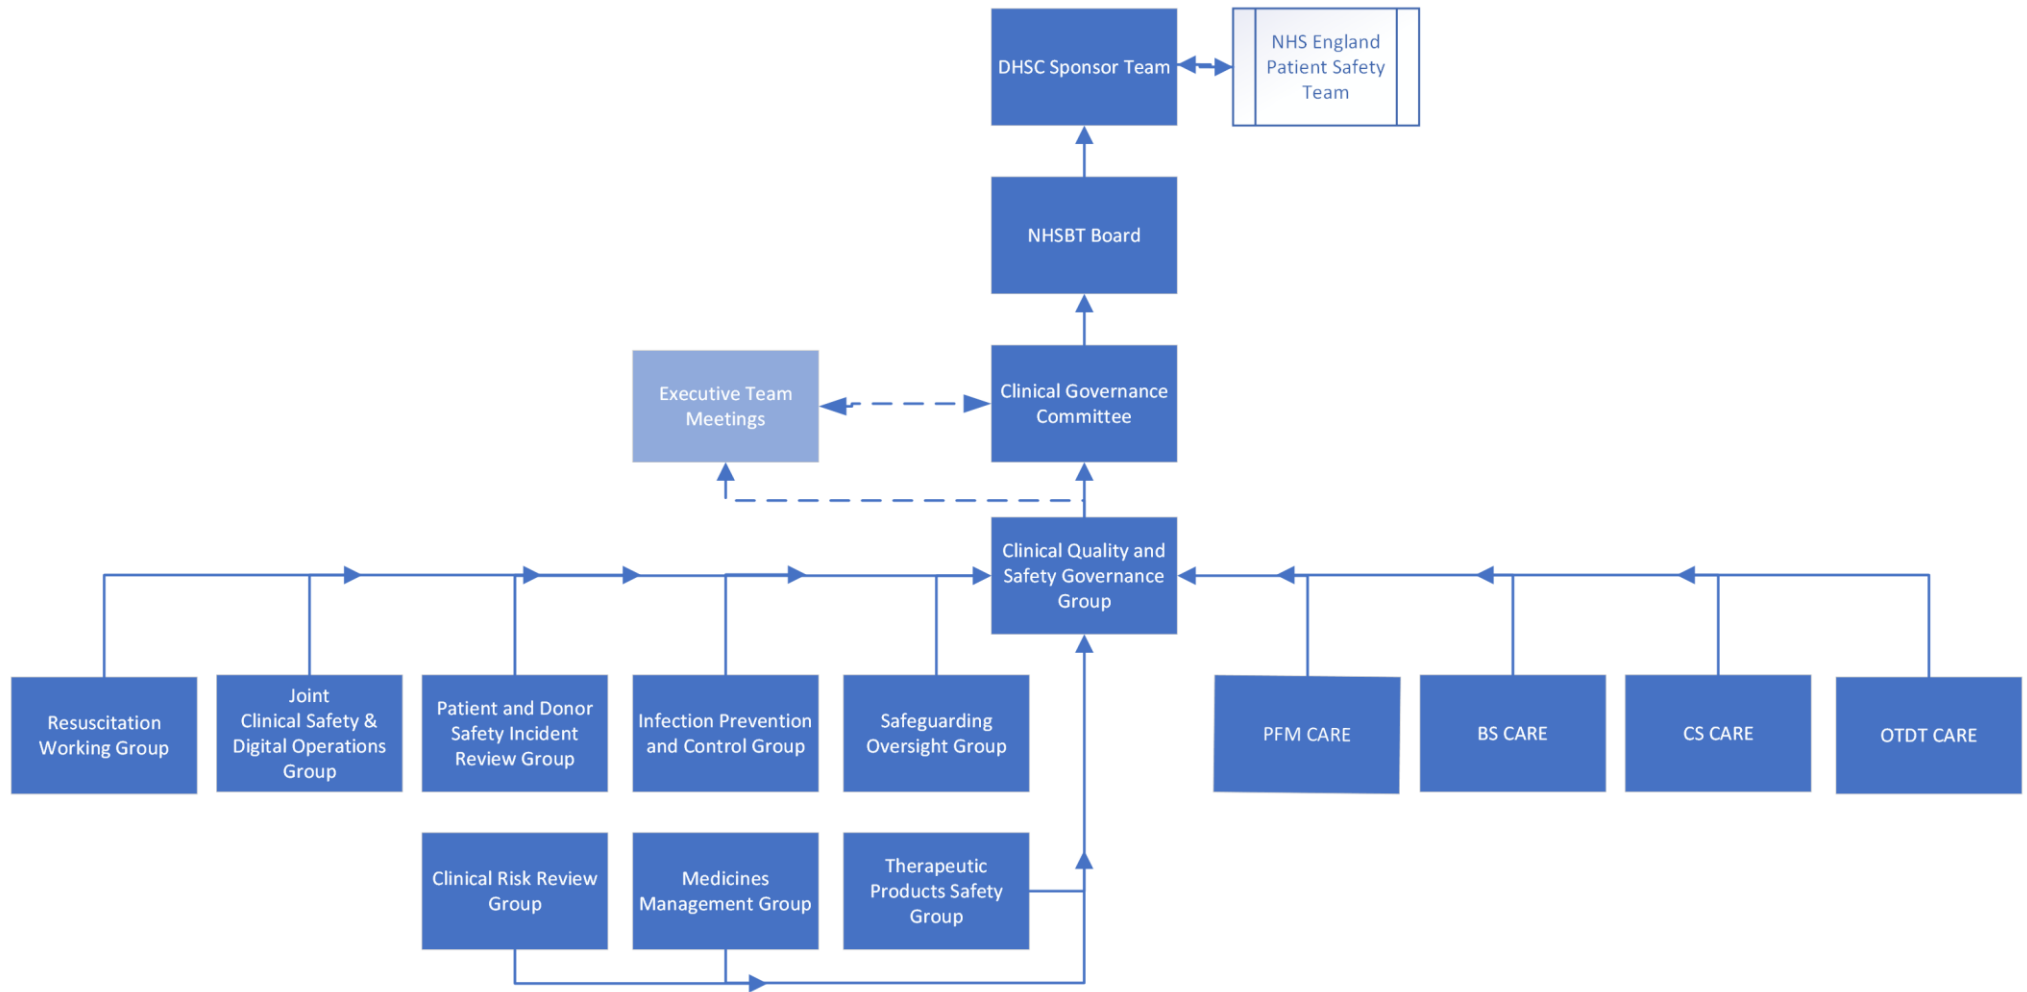 DHSC Sponsor Team
NHS England
Patient Safety
Team
NHSBT Board
Executive Team
Meetings
Clinical Governance
Committee
Clinical Quality and
Safety Governance
Group
Resuscitation
Working Group
Joint
Clinical Safety &
Digital Operations
Group
Patient and Donor
Safety Incident
Review Group
Infection Prevention
and Control Group
Safeguarding
Oversight Group
PFM CARE
BS CARE
CS CARE
OTDT CARE
Clinical Risk Review
Group
Medicines
Management Group
Therapeutic
Products Safety
Group